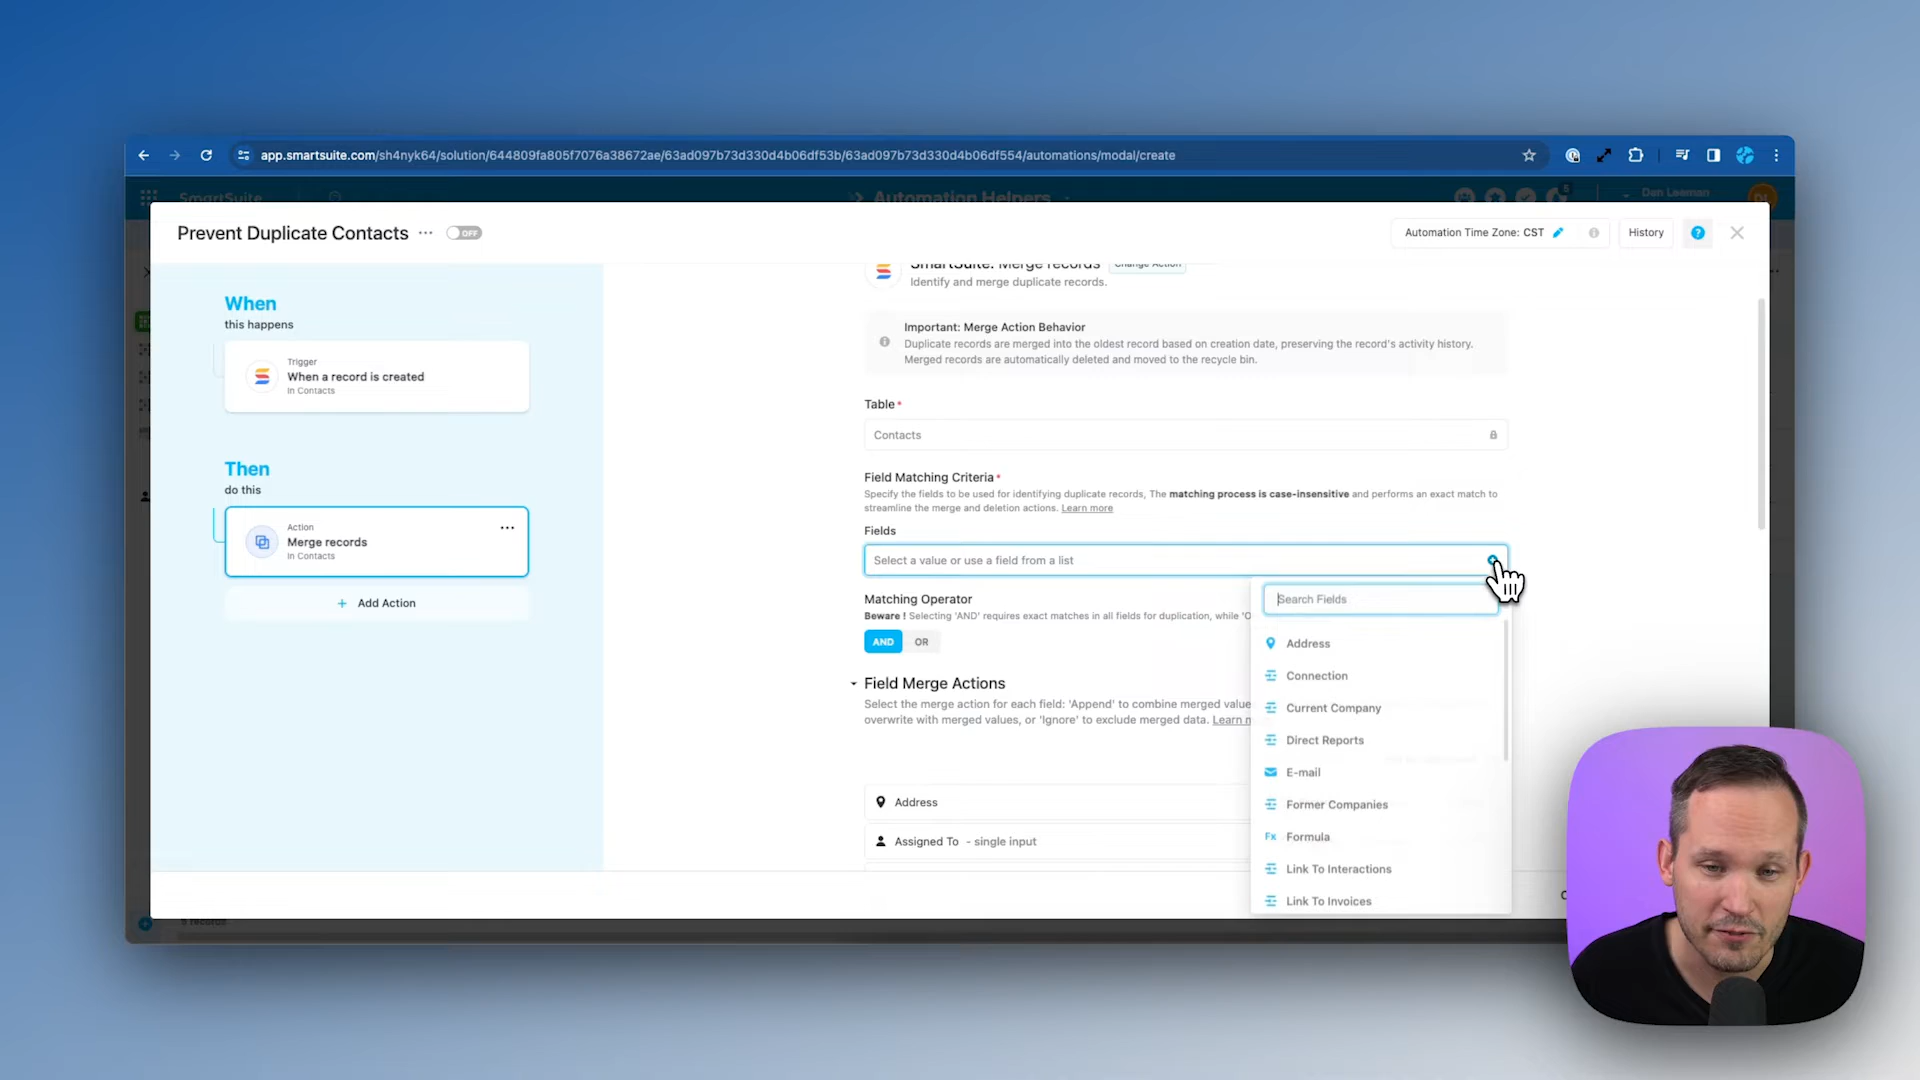 app.smartsuite.com/sh4nyk64/solution/644809fa805f7076a38672ae/63ad097b73d330d4b06df53b/63ad097b73d330d4b06df554/automations/modal/create
SmartSuite
Automation Helpers
5
Dan Leeman
Prevent Duplicate Contacts
OFF
Automation Time Zone: CST
History
?
When
this happens
Trigger
When a record is created
In Contacts
Then
do this
Action
Merge records
In Contacts
+ Add Action
SmartSuite: Merge records
Change Action
Identify and merge duplicate records.
Important: Merge Action Behavior
Duplicate records are merged into the oldest record based on creation date, preserving the record's activity history.
Merged records are automatically deleted and moved to the recycle bin.
Table*
Contacts
Field Matching Criteria*
Specify the fields to be used for identifying duplicate records, The matching process is case-insensitive and performs an exact match to
streamline the merge and deletion actions. Learn more
Fields
Select a value or use a field from a list
Search Fields
Address
Connection
Current Company
Direct Reports
E-mail
Former Companies
Fx Formula
Link To Interactions
Link To Invoices
Matching Operator
Beware ! Selecting 'AND' requires exact matches in all fields for duplication, while 'O
AND
OR
Field Merge Actions
Select the merge action for each field: 'Append' to combine merged value
overwrite with merged values, or 'Ignore' to exclude merged data. Learn
Address
Assigned To - single input
records